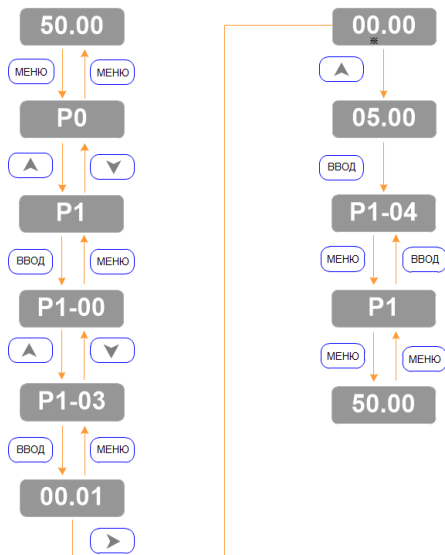 50.00
МЕНЮ
МЕНЮ
P0
P1
ВВОД
МЕНЮ
P1-00
P1-03
ВВОД
МЕНЮ
00.01
00.00
※
05.00
ВВОД
P1-04
МЕНЮ
ВВОД
P1
МЕНЮ
МЕНЮ
50.00